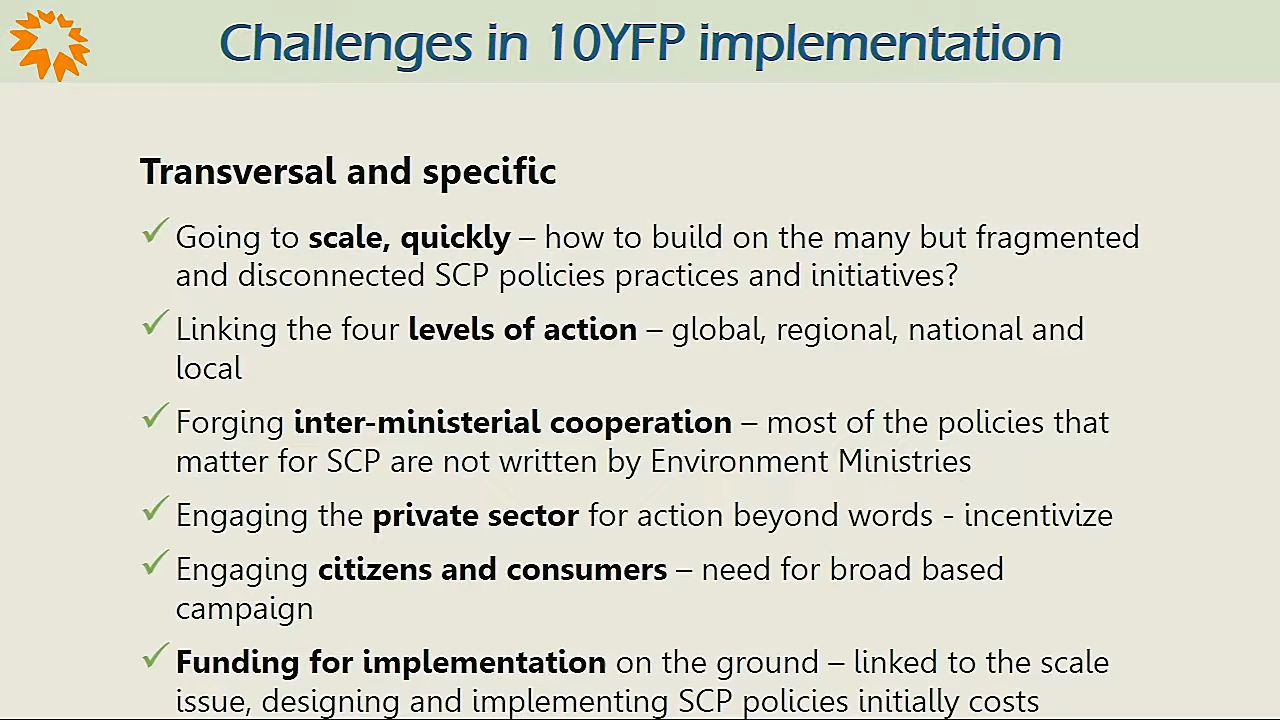 Challenges in 10YFP implementation
Transversal and specific
✓ Going to scale, quickly – how to build on the many but fragmented
and disconnected SCP policies practices and initiatives?
✓ Linking the four levels of action – global, regional, national and
local
✓ Forging inter-ministerial cooperation – most of the policies that
matter for SCP are not written by Environment Ministries
✓ Engaging the private sector for action beyond words - incentivize
✓ Engaging citizens and consumers – need for broad based
campaign
✓ Funding for implementation on the ground – linked to the scale
issue, designing and implementing SCP policies initially costs